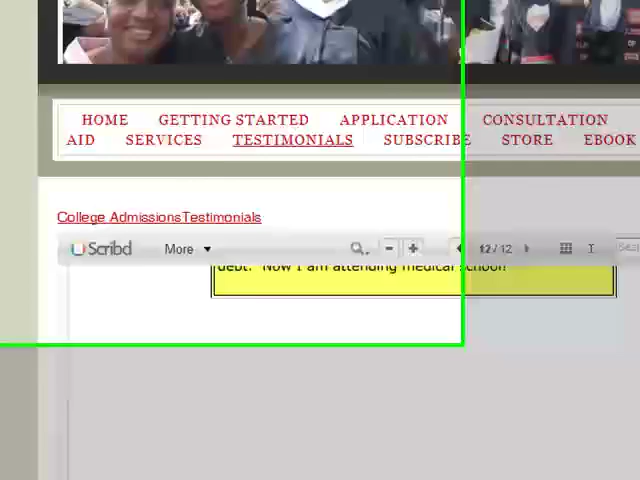 HOME GETTING STARTED APPLICATION CONSULTATION
AID SERVICES TESTIMONIALS SUBSCRIBE STORE EBOOK
College AdmissionsTestimonials
Scribd More 12 / 12
debt. Now I am attending medical school!